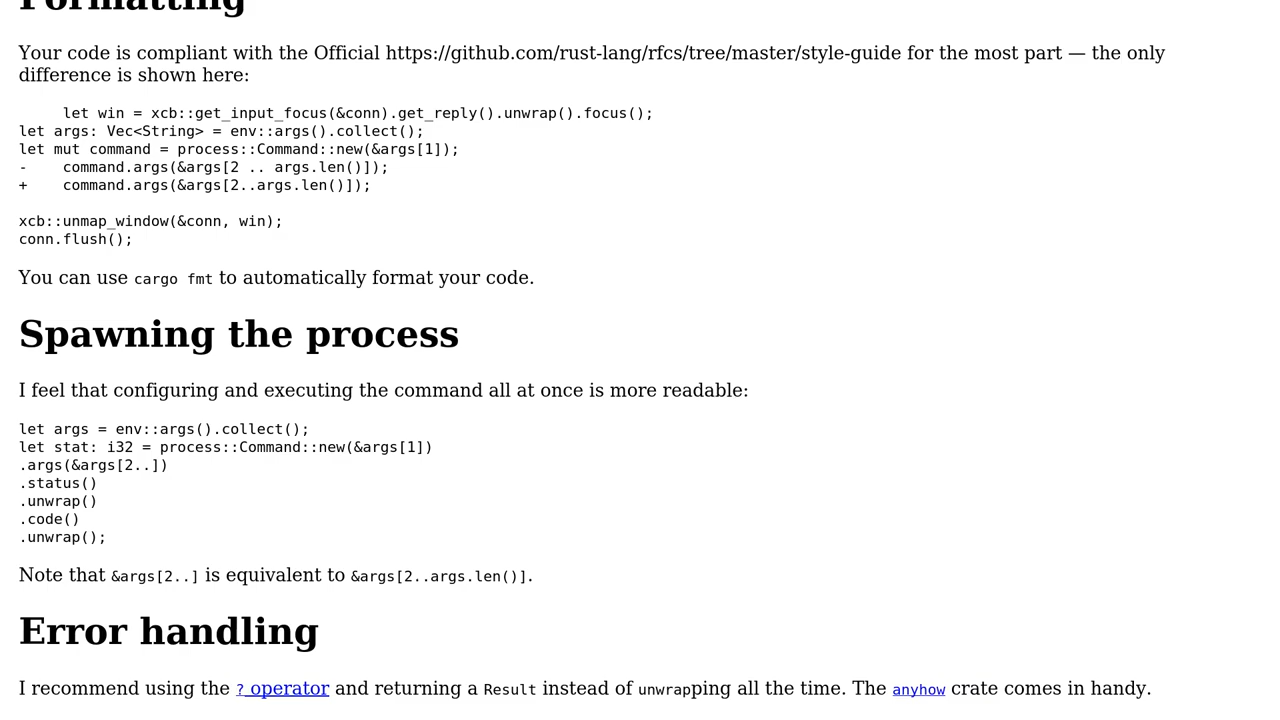 Formatting
Your code is compliant with the Official https://github.com/rust-lang/rfcs/tree/master/style-guide for the most part — the only
difference is shown here:
     let win = xcb::get_input_focus(&conn).get_reply().unwrap().focus();
let args: Vec<String> = env::args().collect();
let mut command = process::Command::new(&args[1]);
-    command.args(&args[2 .. args.len()]);
+    command.args(&args[2..args.len()]);
xcb::unmap_window(&conn, win);
conn.flush();
You can use cargo fmt to automatically format your code.
Spawning the process
I feel that configuring and executing the command all at once is more readable:
let args = env::args().collect();
let stat: i32 = process::Command::new(&args[1])
.args(&args[2..])
.status()
.unwrap()
.code()
.unwrap();
Note that &args[2..] is equivalent to &args[2..args.len()].
Error handling
I recommend using the ? operator and returning a Result instead of unwrapping all the time. The anyhow crate comes in handy.